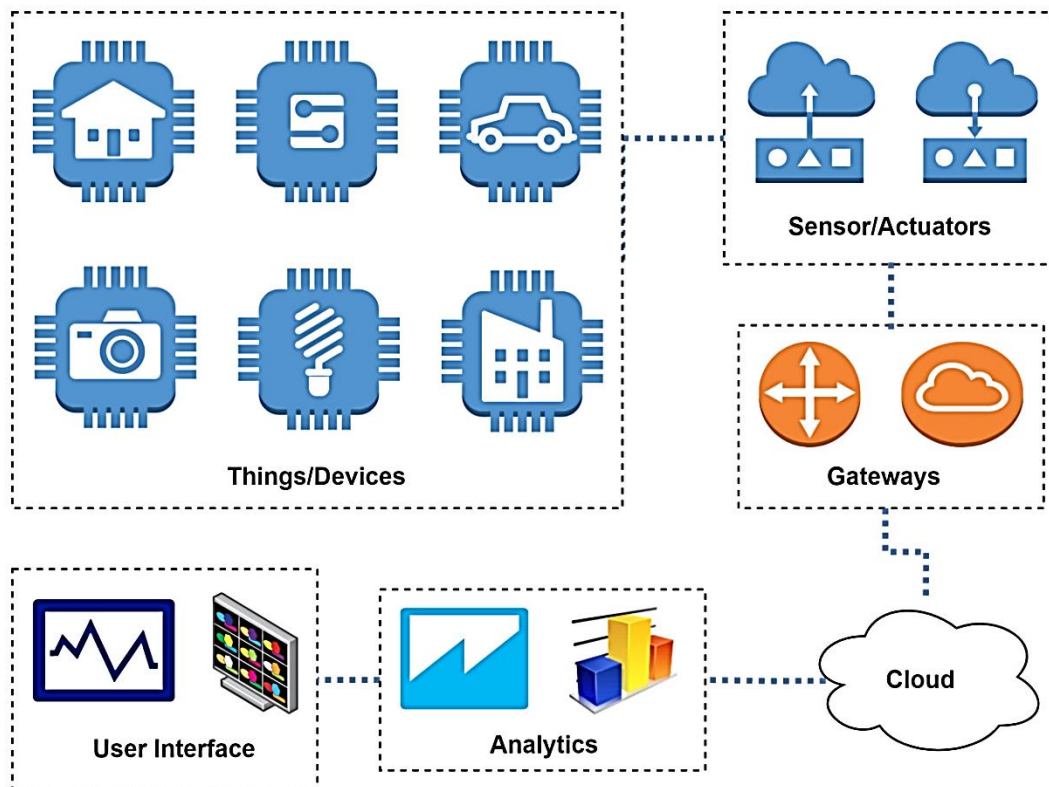 Sensor/Actuators
Things/Devices
Gateways
User Interface
Analytics
Cloud